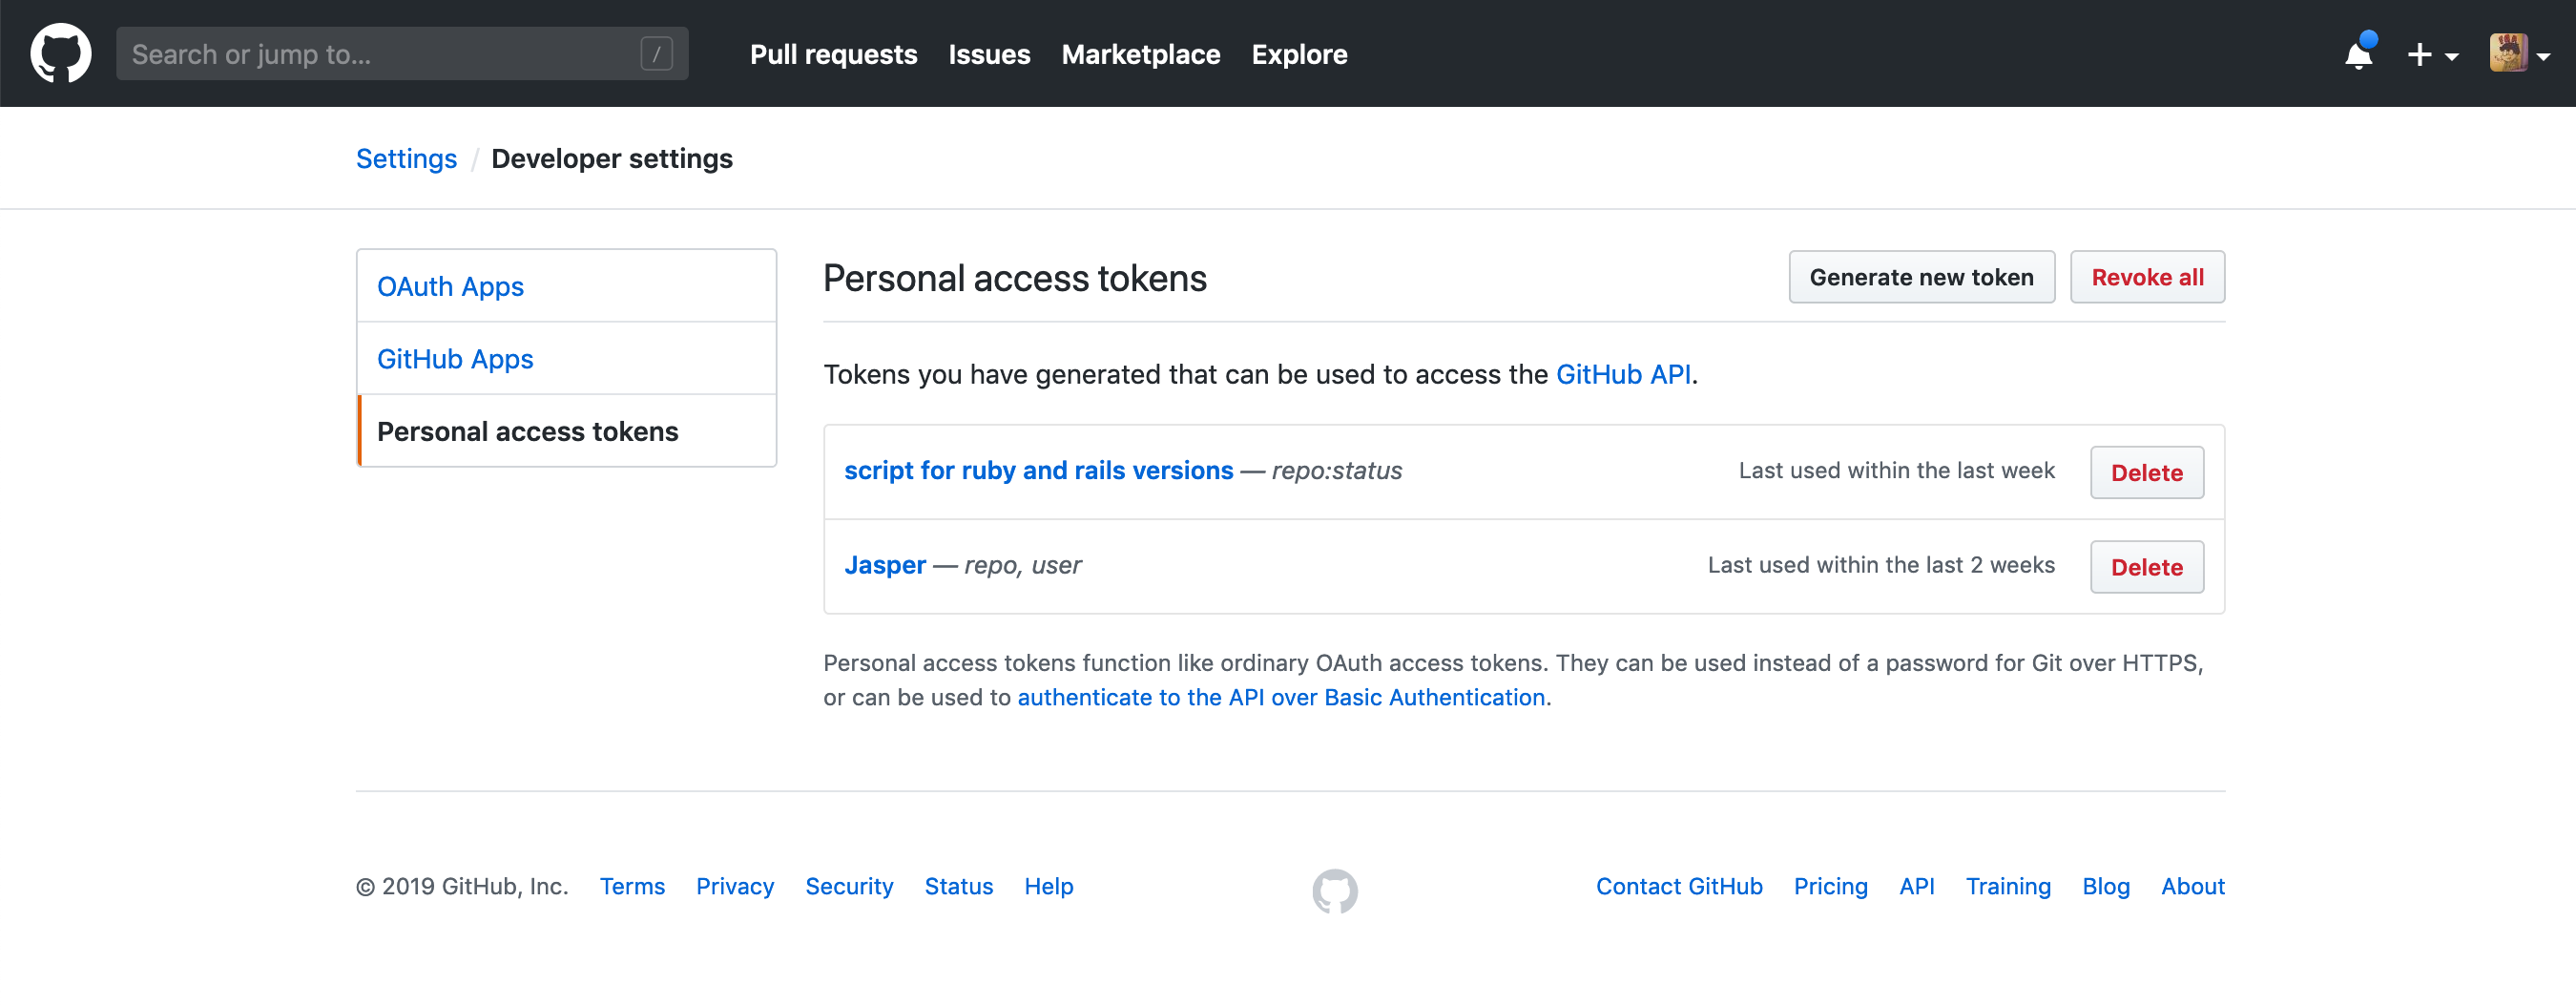 Search or jump to... /
Pull requests Issues Marketplace Explore
Settings / Developer settings
OAuth Apps
GitHub Apps
Personal access tokens
Personal access tokens
Generate new token
Revoke all
Tokens you have generated that can be used to access the GitHub API.
script for ruby and rails versions — repo:status
Last used within the last week
Delete
Jasper — repo, user
Last used within the last 2 weeks
Delete
Personal access tokens function like ordinary OAuth access tokens. They can be used instead of a password for Git over HTTPS,
or can be used to authenticate to the API over Basic Authentication.
© 2019 GitHub, Inc. Terms Privacy Security Status Help
Contact GitHub Pricing API Training Blog About